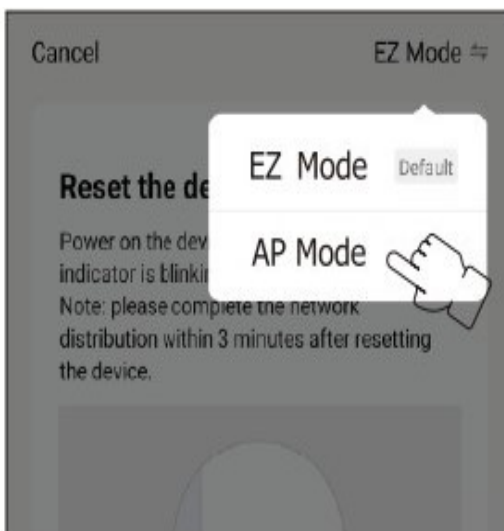 Cancel
EZ Mode ⇋
EZ Mode Default
Reset the de
AP Mode
Power on the dev
indicator is blinki
Note: please complete the network
distribution within 3 minutes after resetting
the device.